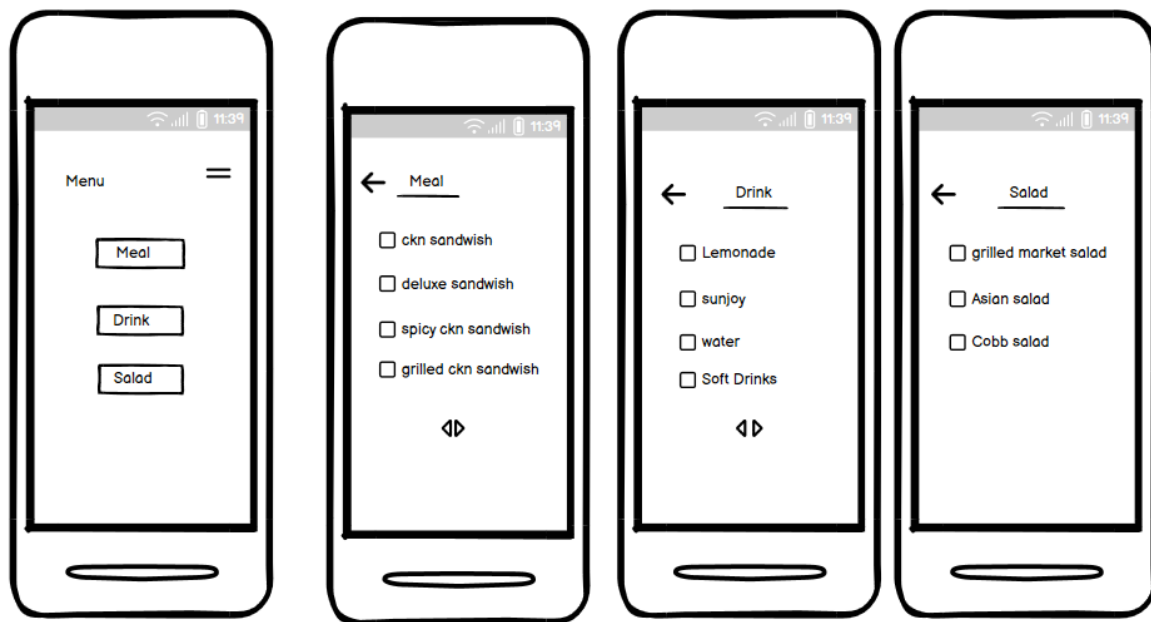 11:39
Menu
Meal
Drink
Salad
11:39
Meal
ckn sandwish
deluxe sandwish
spicy ckn sandwish
grilled ckn sandwish
11:39
Drink
Lemonade
sunjoy
water
Soft Drinks
11:39
Salad
grilled market salad
Asian salad
Cobb salad